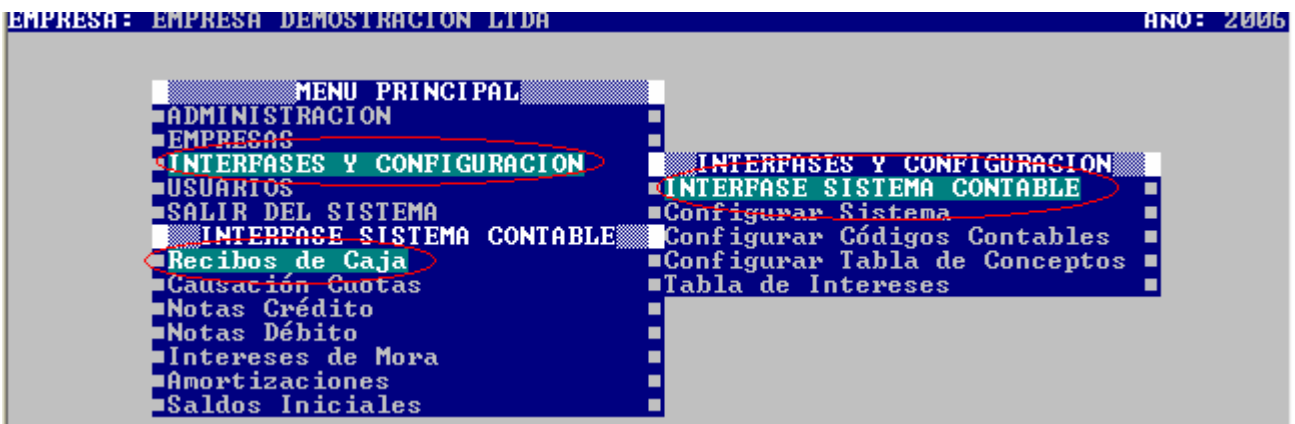 EMPRESA: EMPRESA DEMOSTRACION LTDA ANO: 2006
MENU PRINCIPAL
ADMINISTRACION
EMPRESAS
INTERFASES Y CONFIGURACION
USUARIOS
SALIR DEL SISTEMA
INTERFASE SISTEMA CONTABLE
Recibos de Caja
Causación Cuotas
Notas Crédito
Notas Débito
Intereses de Mora
Amortizaciones
Saldos Iniciales
INTERFASES Y CONFIGURACION
INTERFASE SISTEMA CONTABLE
Configurar Sistema
Configurar Códigos Contables
Configurar Tabla de Conceptos
Tabla de Intereses